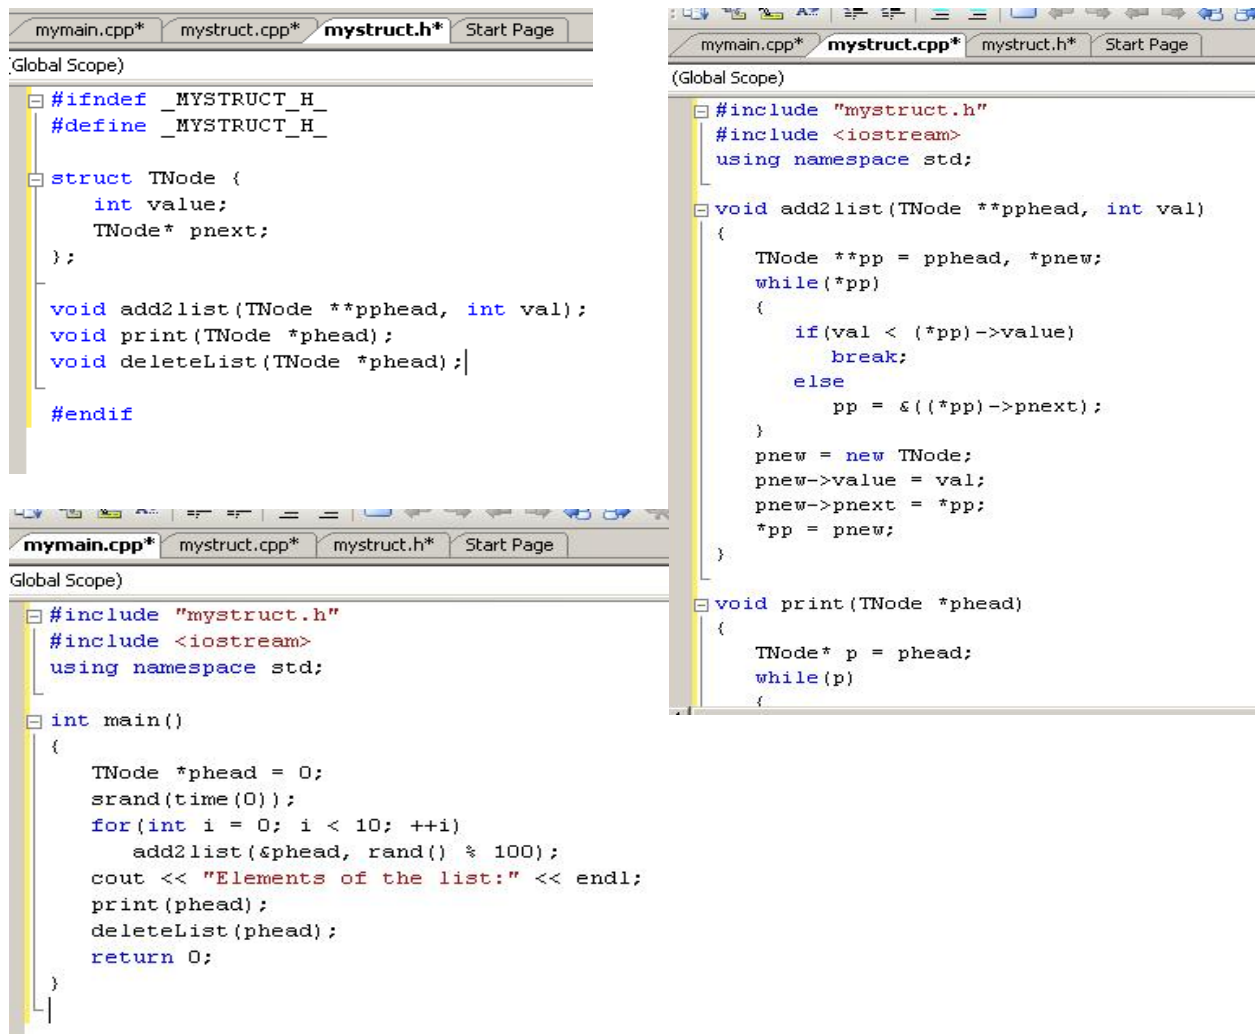 mymain.cpp* mystruct.cpp* mystruct.h* Start Page
(Global Scope)
#ifndef _MYSTRUCT_H_
#define _MYSTRUCT_H_
struct TNode {
int value;
TNode* pnext;
};
void add2list(TNode **pphead, int val);
void print(TNode *phead);
void deleteList(TNode *phead);
#endif
mymain.cpp* mystruct.cpp* mystruct.h* Start Page
(Global Scope)
#include "mystruct.h"
#include <iostream>
using namespace std;
void add2list(TNode **pphead, int val)
{
TNode **pp = pphead, *pnew;
while(*pp)
{
if(val < (*pp)->value)
break;
else
pp = &((*pp)->pnext);
}
pnew = new TNode;
pnew->value = val;
pnew->pnext = *pp;
*pp = pnew;
}
void print(TNode *phead)
{
TNode* p = phead;
while(p)
{
mymain.cpp* mystruct.cpp* mystruct.h* Start Page
Global Scope)
#include "mystruct.h"
#include <iostream>
using namespace std;
int main()
{
TNode *phead = 0;
srand(time(0));
for(int i = 0; i < 10; ++i)
add2list(&phead, rand() % 100);
cout << "Elements of the list:" << endl;
print(phead);
deleteList(phead);
return 0;
}